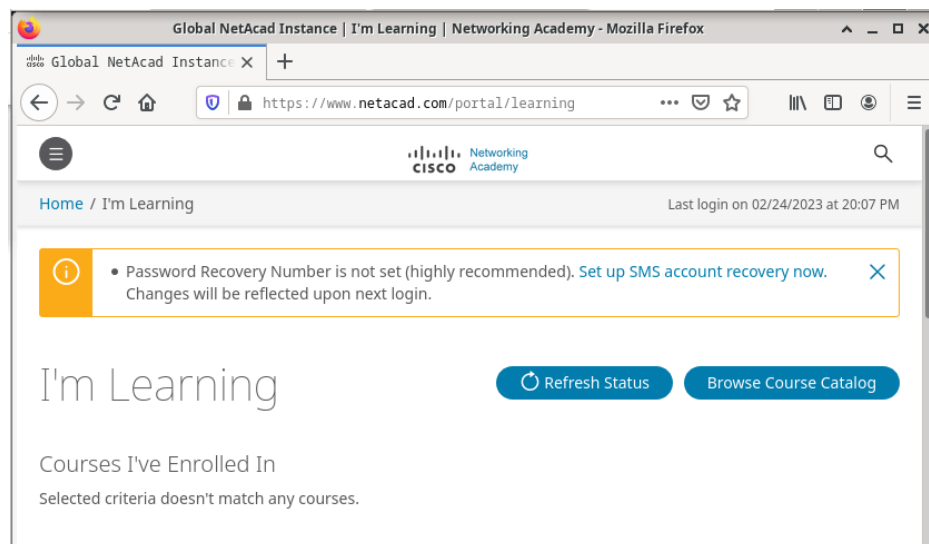 Global NetAcad Instance | I'm Learning | Networking Academy - Mozilla Firefox
Global NetAcad Instance
https://www.netacad.com/portal/learning
CISCO Networking Academy
Home / I'm Learning Last login on 02/24/2023 at 20:07 PM
• Password Recovery Number is not set (highly recommended). Set up SMS account recovery now.
Changes will be reflected upon next login.
I'm Learning Refresh Status Browse Course Catalog
Courses I've Enrolled In
Selected criteria doesn't match any courses.